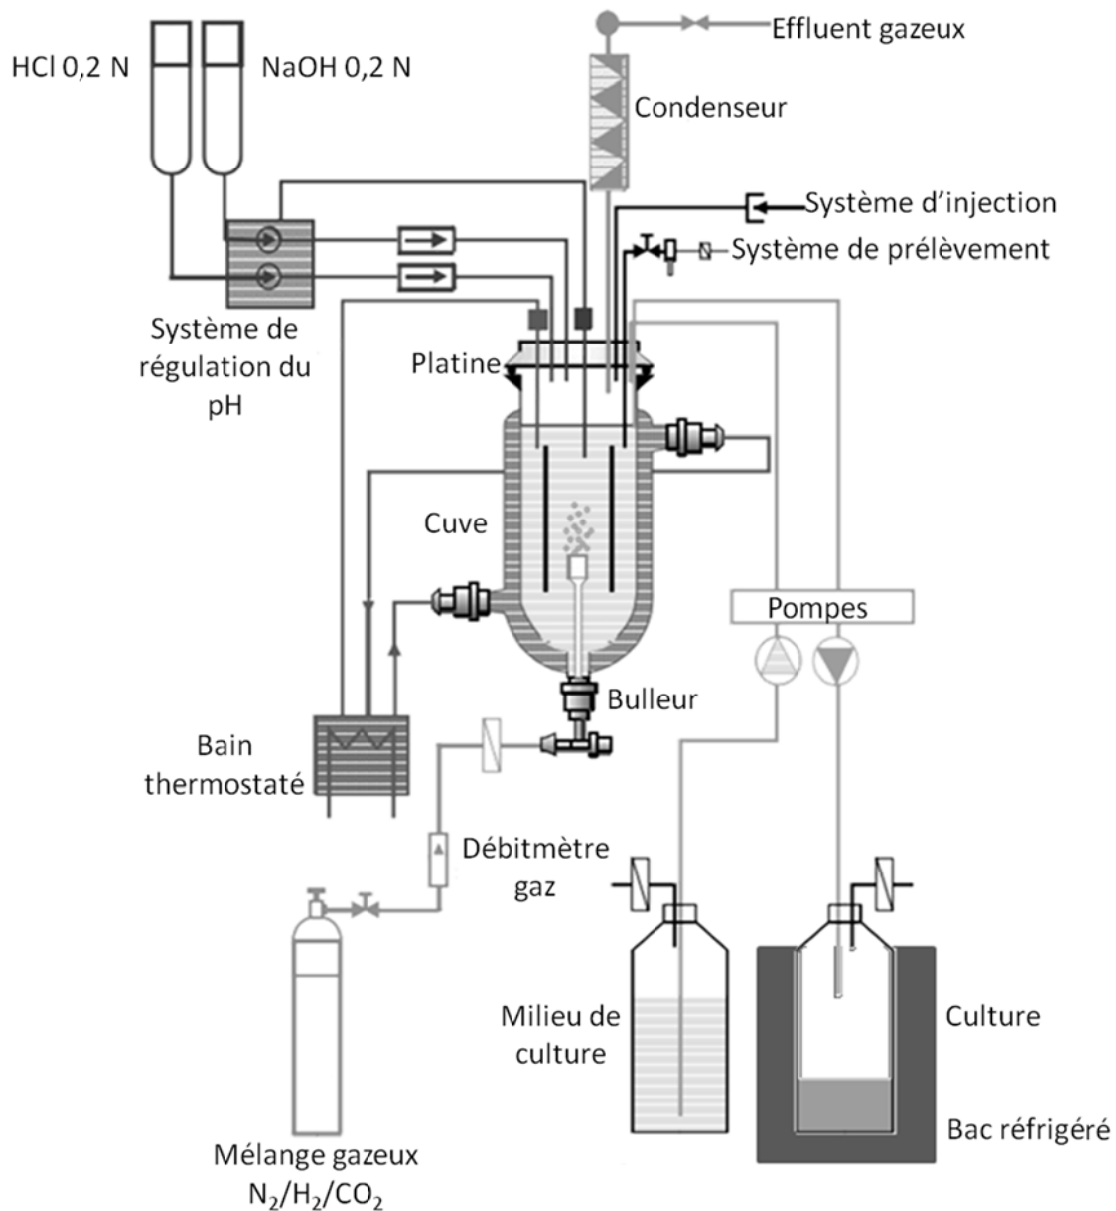 Effluent gazeux
HCl 0,2 N
NaOH 0,2 N
Condenseur
Système d’injection
Système de prélèvement
Système de
régulation du
pH
Platine
Cuve
Pompes
Bulleur
Bain
thermostaté
Débitmètre
gaz
Milieu de
culture
Culture
Bac réfrigéré
Mélange gazeux
N₂/H₂/CO₂